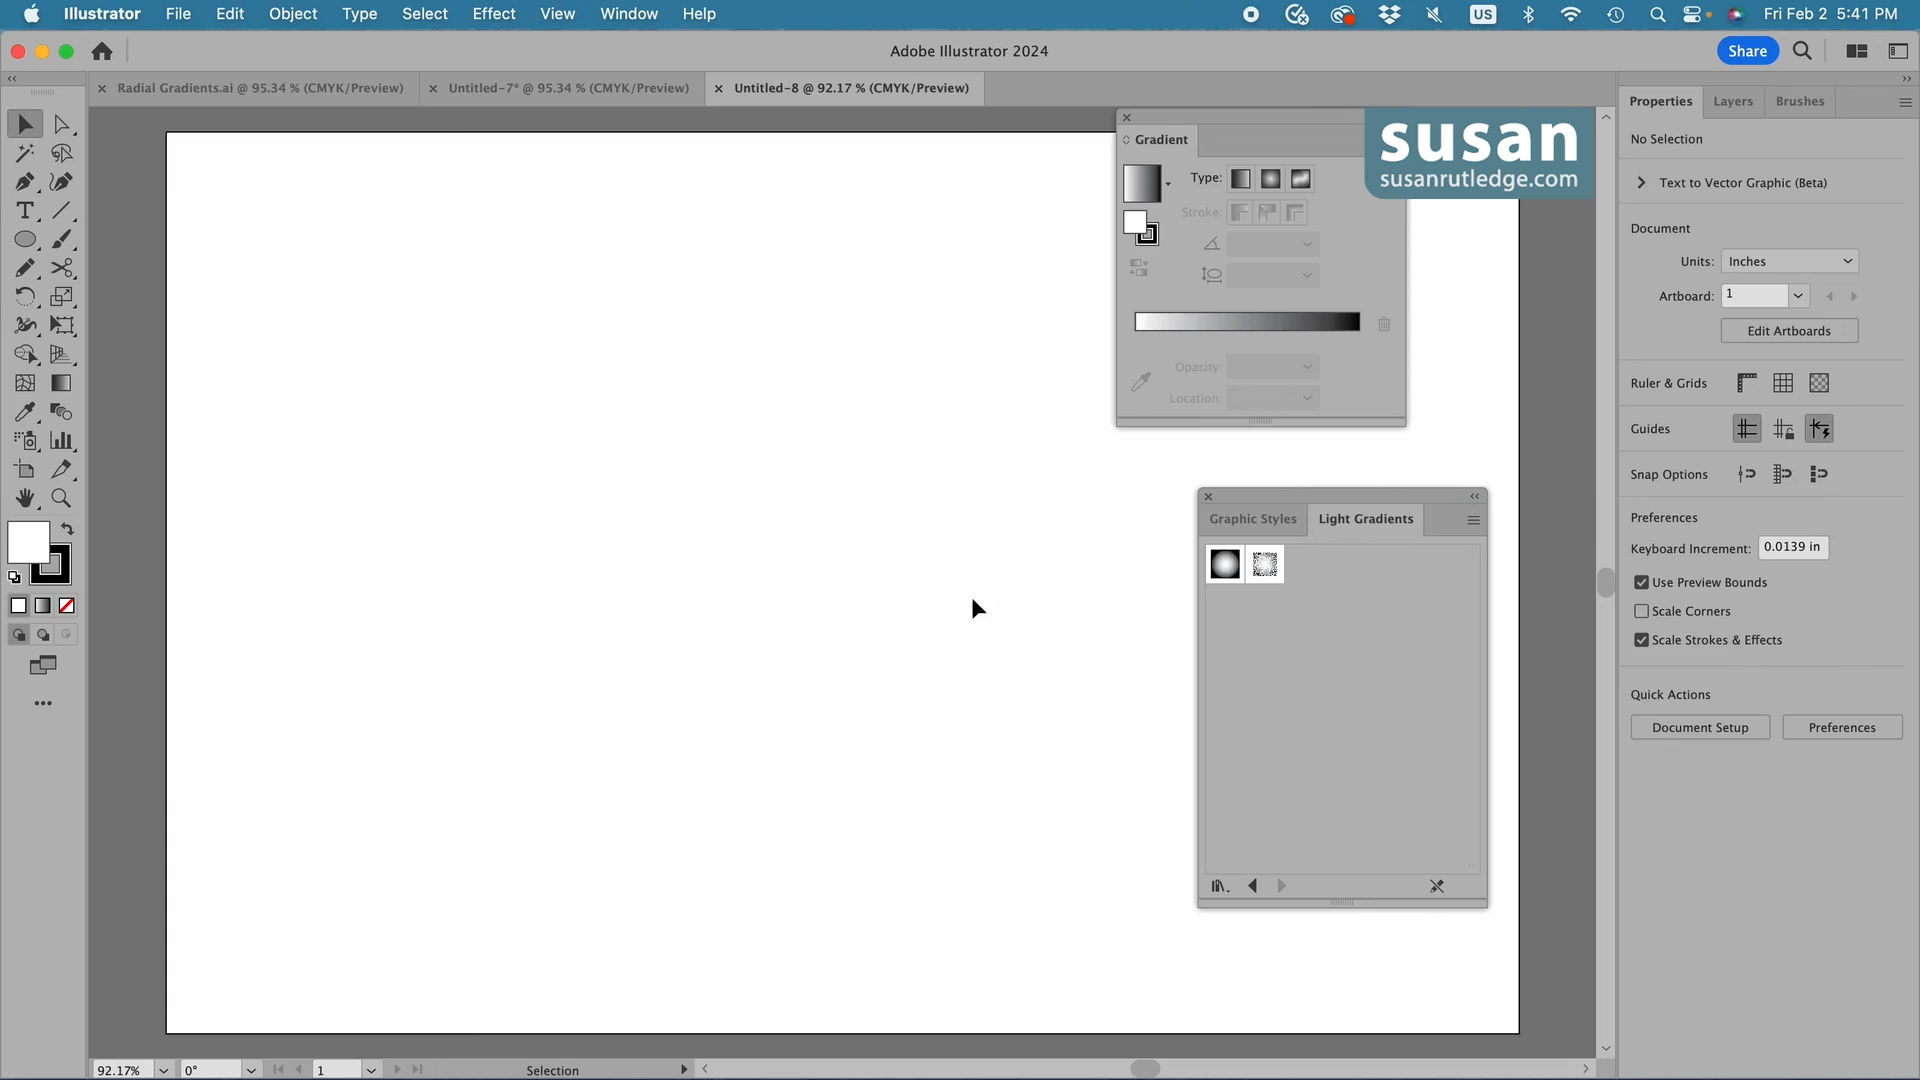 Illustrator File Edit Object Type Select Effect View Window Help US Fri Feb 2 5:41 PM
Adobe Illustrator 2024 Share
Radial Gradients.ai @ 95.34 % (CMYK/Preview) Untitled-7* @ 95.34 % (CMYK/Preview) Untitled-8 @ 92.17 % (CMYK/Preview)
Properties Layers Brushes
Gradient
susan
susanrutledge.com
No Selection
Type:
Text to Vector Graphic (Beta)
Stroke:
Document
Units: Inches
Artboard: 1
Edit Artboards
Opacity:
Ruler & Grids
Location:
Guides
Snap Options
Graphic Styles Light Gradients
Preferences
Keyboard Increment: 0.0139 in
Use Preview Bounds
Scale Corners
Scale Strokes & Effects
Quick Actions
Document Setup Preferences
92.17% 0° 1 Selection